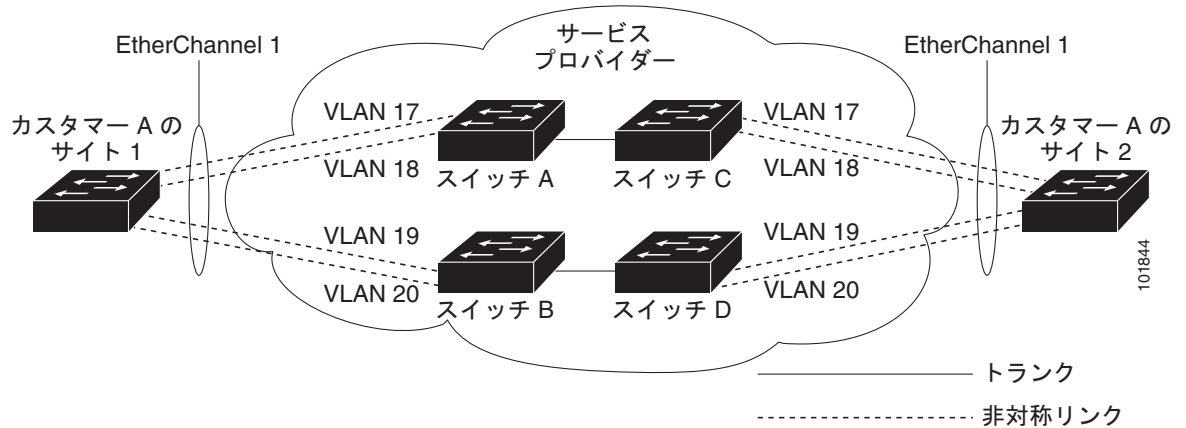 サービス
プロバイダー
EtherChannel 1
EtherChannel 1
カスタマー A の
サイト 1
VLAN 17
VLAN 18
スイッチ A
スイッチ C
VLAN 17
VLAN 18
カスタマー A の
サイト 2
VLAN 19
VLAN 20
スイッチ B
スイッチ D
VLAN 19
VLAN 20
101844
トランク
非対称リンク